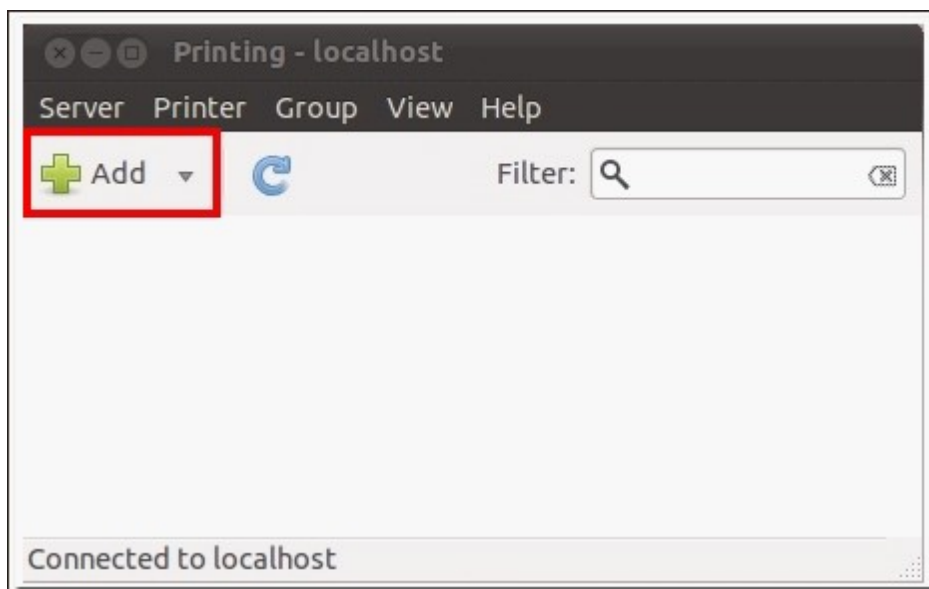 Printing - localhost
Server Printer Group View Help
Add Filter:
Connected to localhost